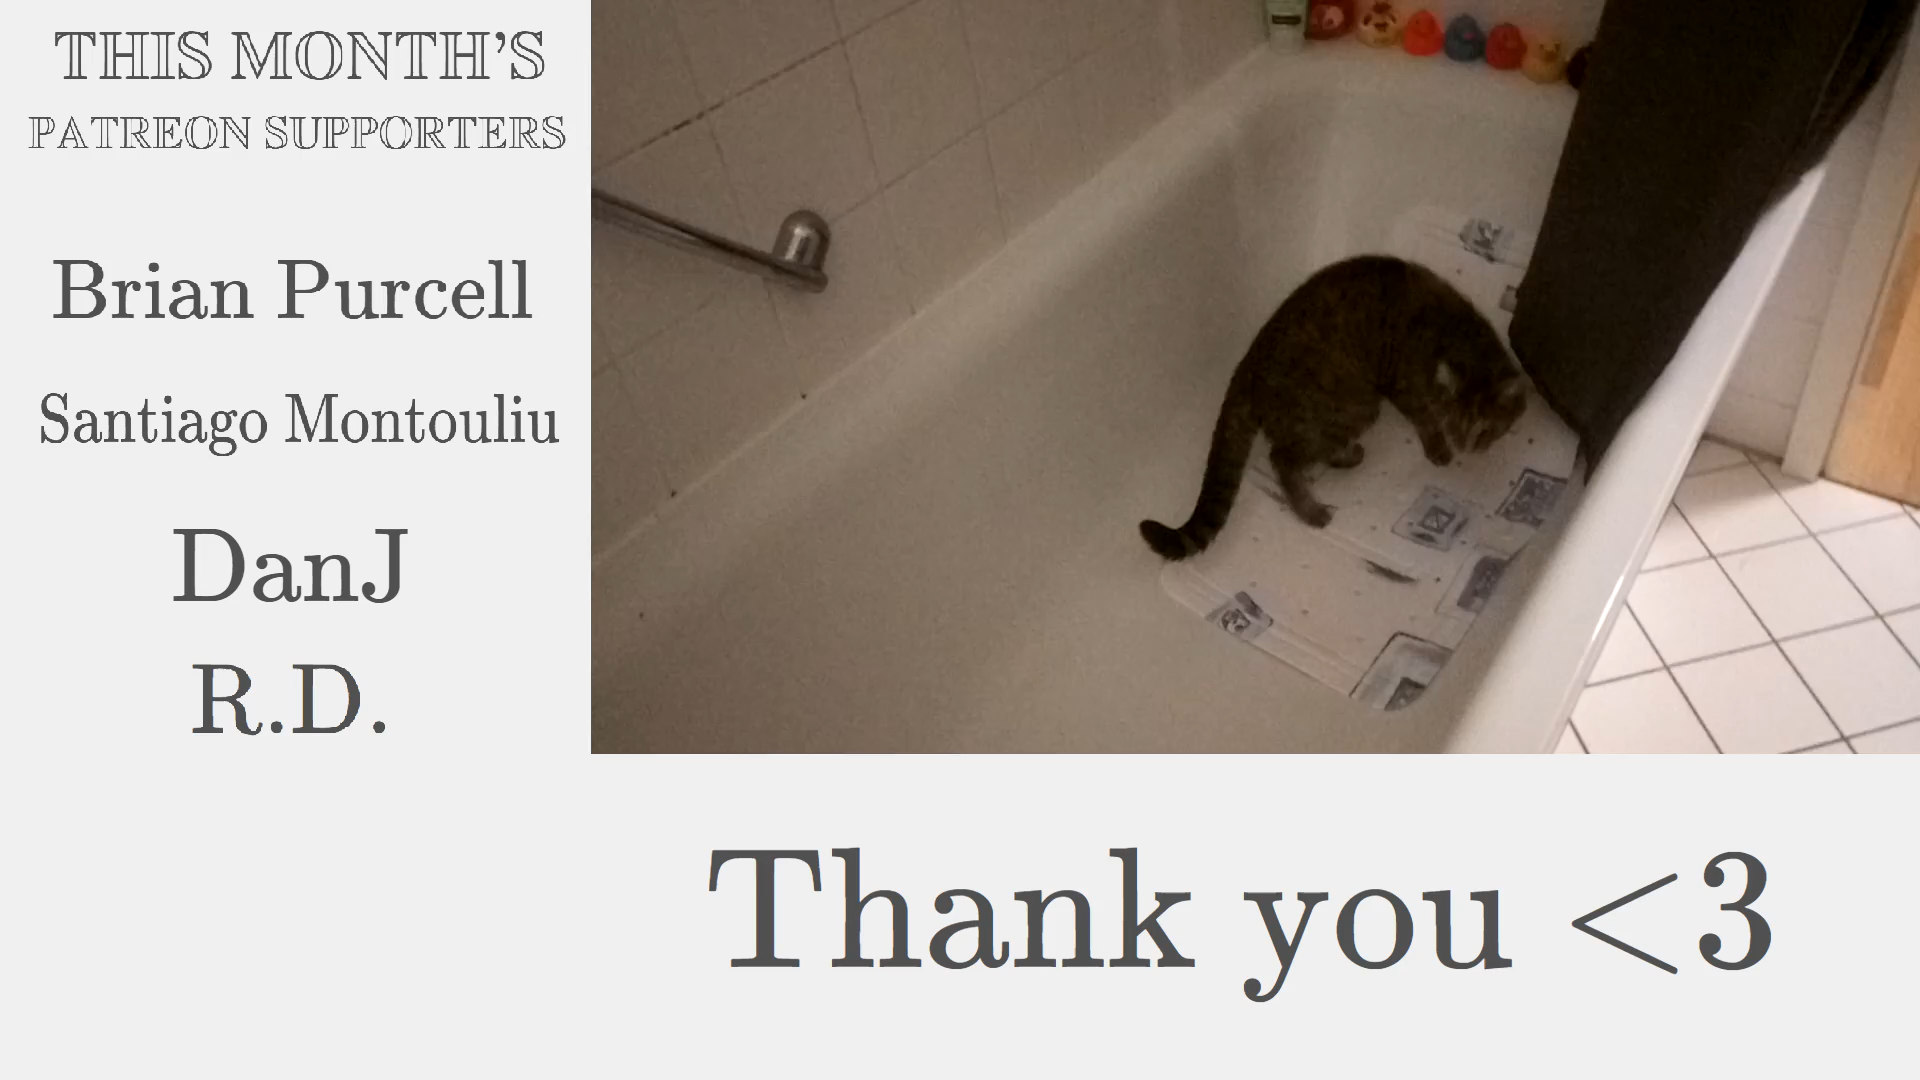 THIS MONTH’S
PATREON SUPPORTERS
Brian Purcell
Santiago Montouliu
DanJ
R.D.
Thank you <3